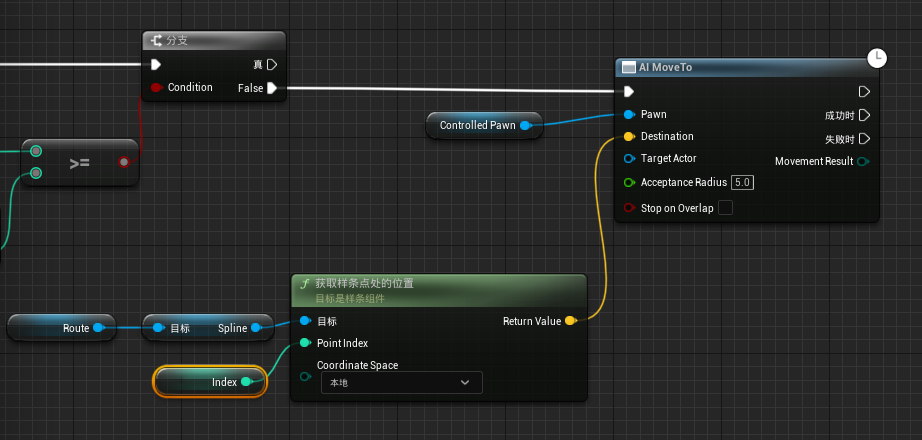 分支
真
Condition
False
>=
AI MoveTo
Controlled Pawn
Pawn
成功时
Destination
失败时
Target Actor
Movement Result
Acceptance Radius 5.0
Stop on Overlap
获取样条点处的位置
目标是样条组件
Route
目标 Spline
目标
Return Value
Point Index
Coordinate Space
本地
Index